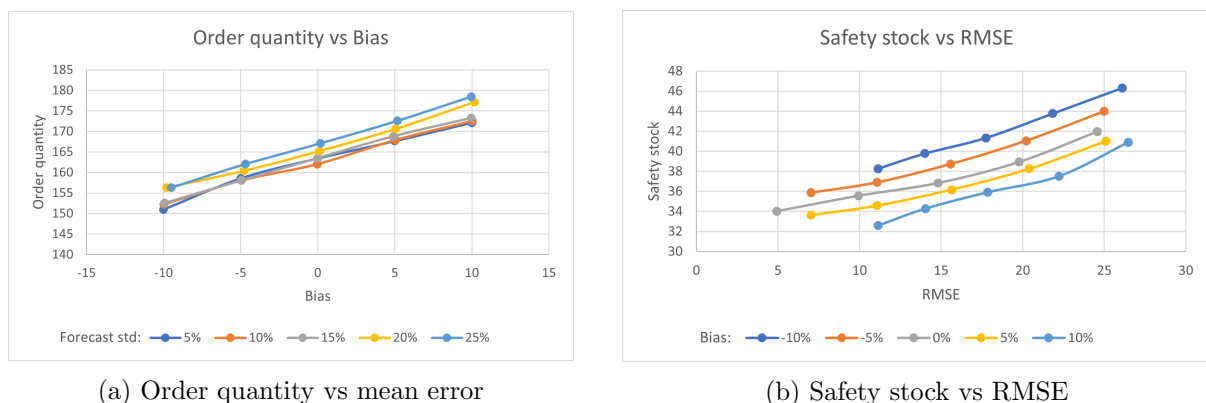 Order quantity vs Bias
185
180
175
170
165
160
155
150
145
140
Order quantity
-15 -10 -5 0 5 10 15
Bias
Forecast std: 5% 10% 15% 20% 25%
(a) Order quantity vs mean error
Safety stock vs RMSE
48
46
44
42
40
38
36
34
32
30
Safety stock
0 5 10 15 20 25 30
RMSE
Bias: -10% -5% 0% 5% 10%
(b) Safety stock vs RMSE